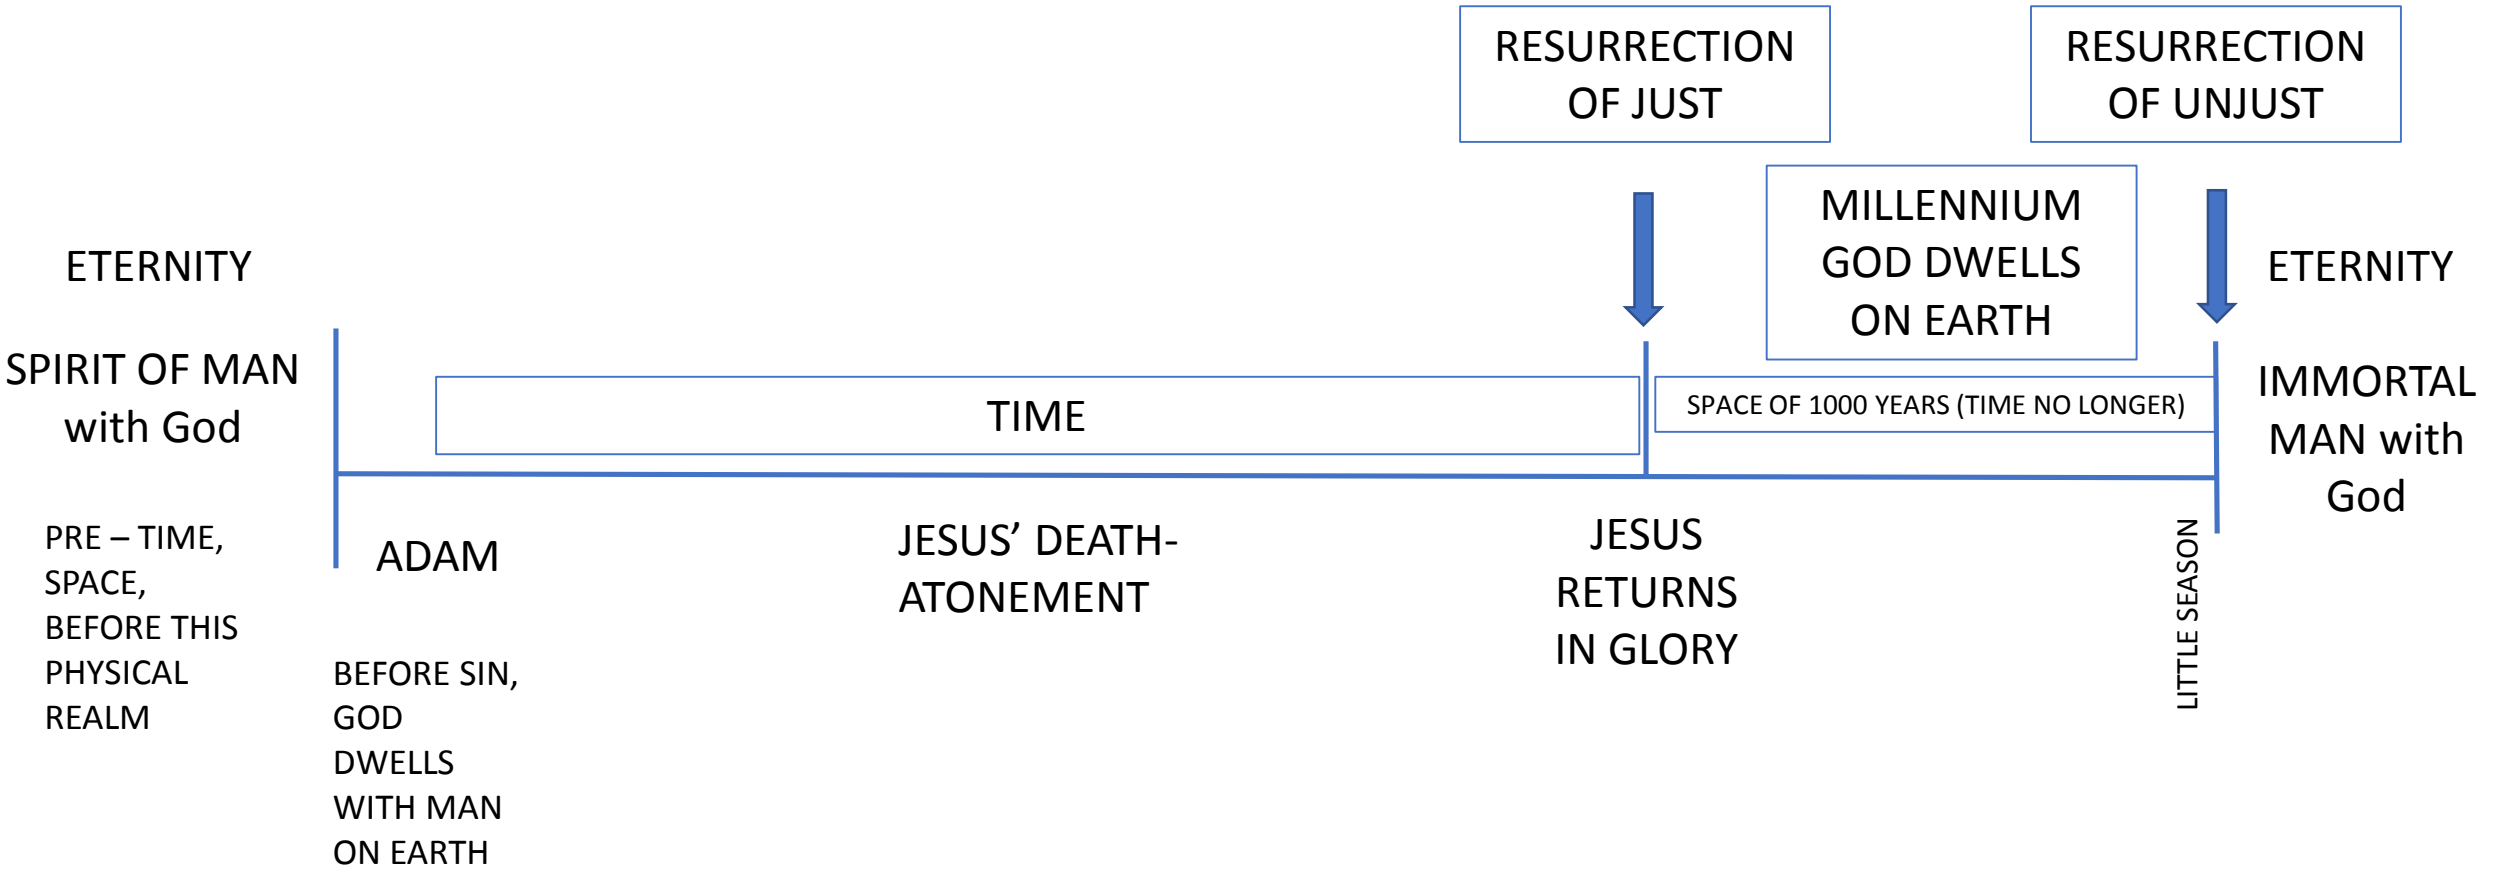 RESURRECTION
OF JUST
RESURRECTION
OF UNJUST
MILLENNIUM
GOD DWELLS
ON EARTH
ETERNITY
ETERNITY
SPIRIT OF MAN
with God
TIME
SPACE OF 1000 YEARS (TIME NO LONGER)
IMMORTAL
MAN with
God
PRE – TIME,
SPACE,
BEFORE THIS
PHYSICAL
REALM
ADAM
BEFORE SIN,
GOD
DWELLS
WITH MAN
ON EARTH
JESUS’ DEATH-
ATONEMENT
JESUS
RETURNS
IN GLORY
LITTLE SEASON